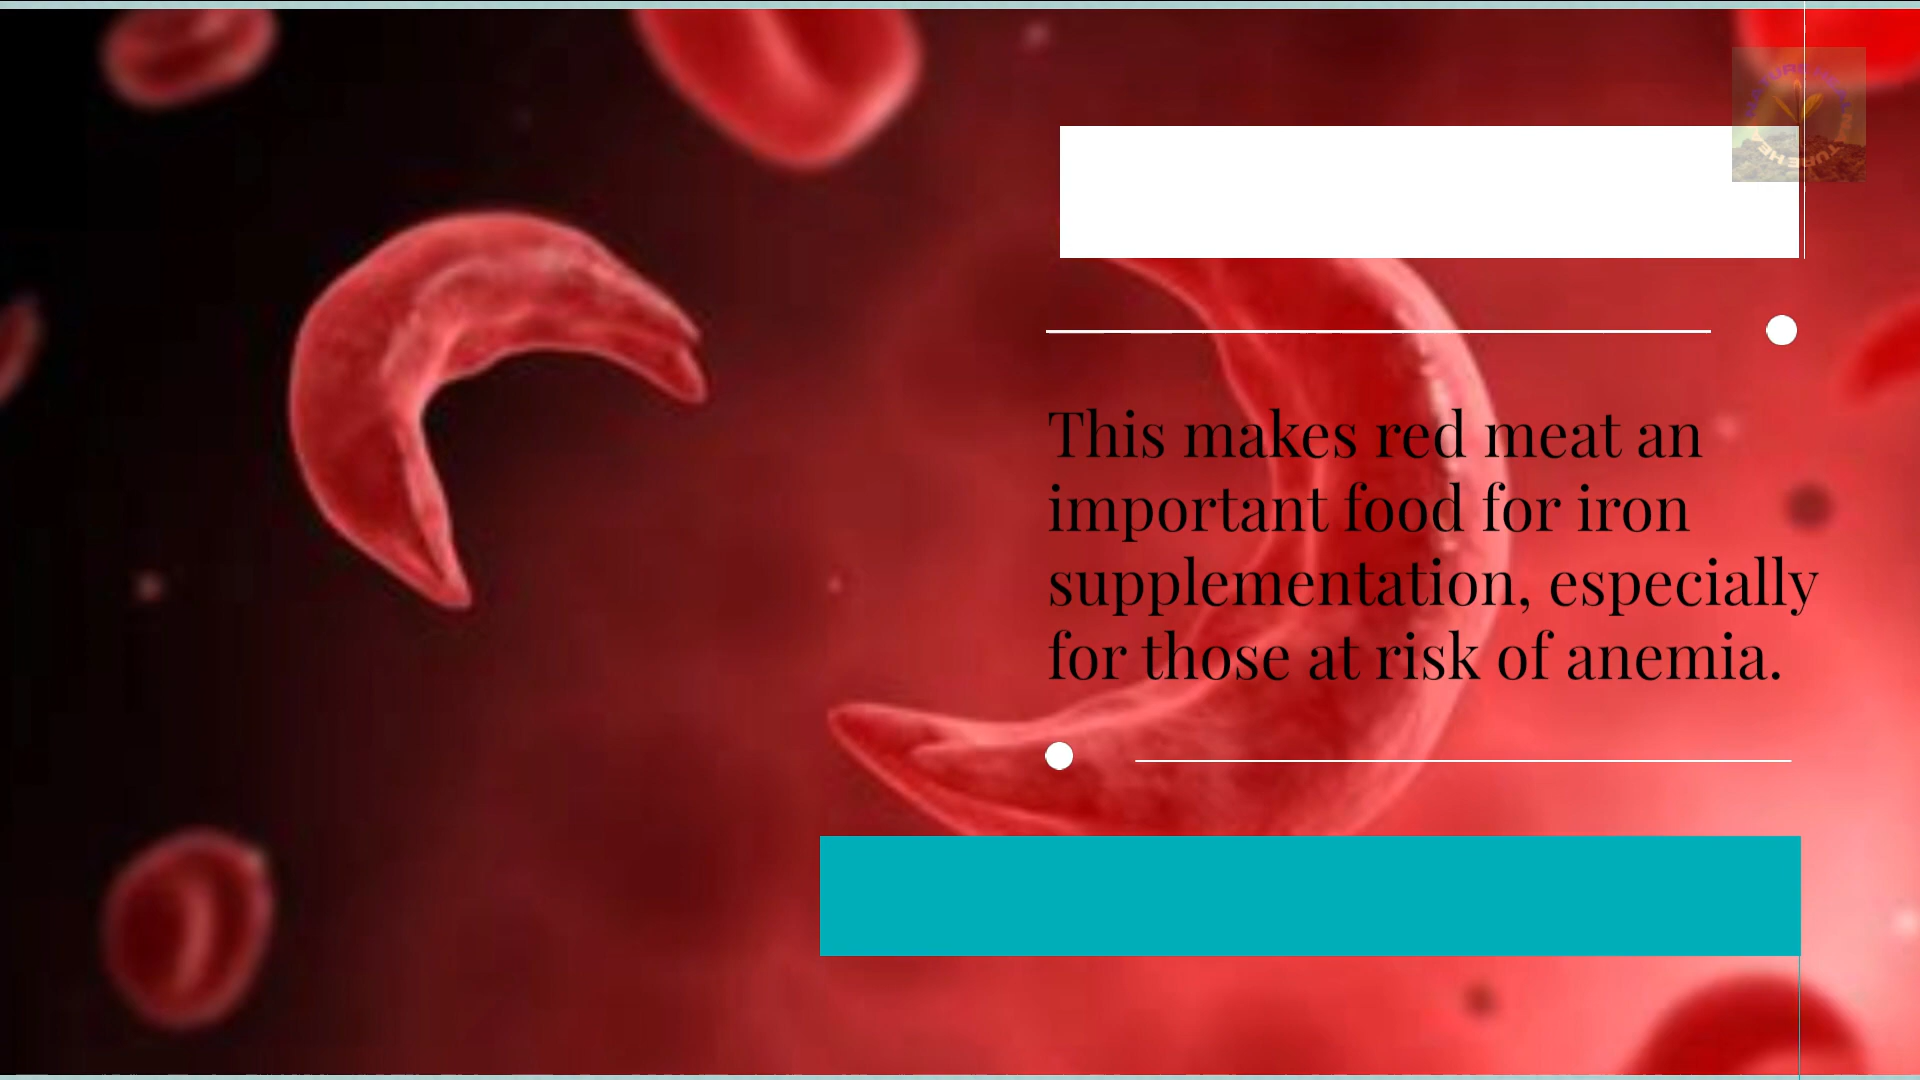 This makes red meat an
important food for iron
supplementation, especially
for those at risk of anemia.